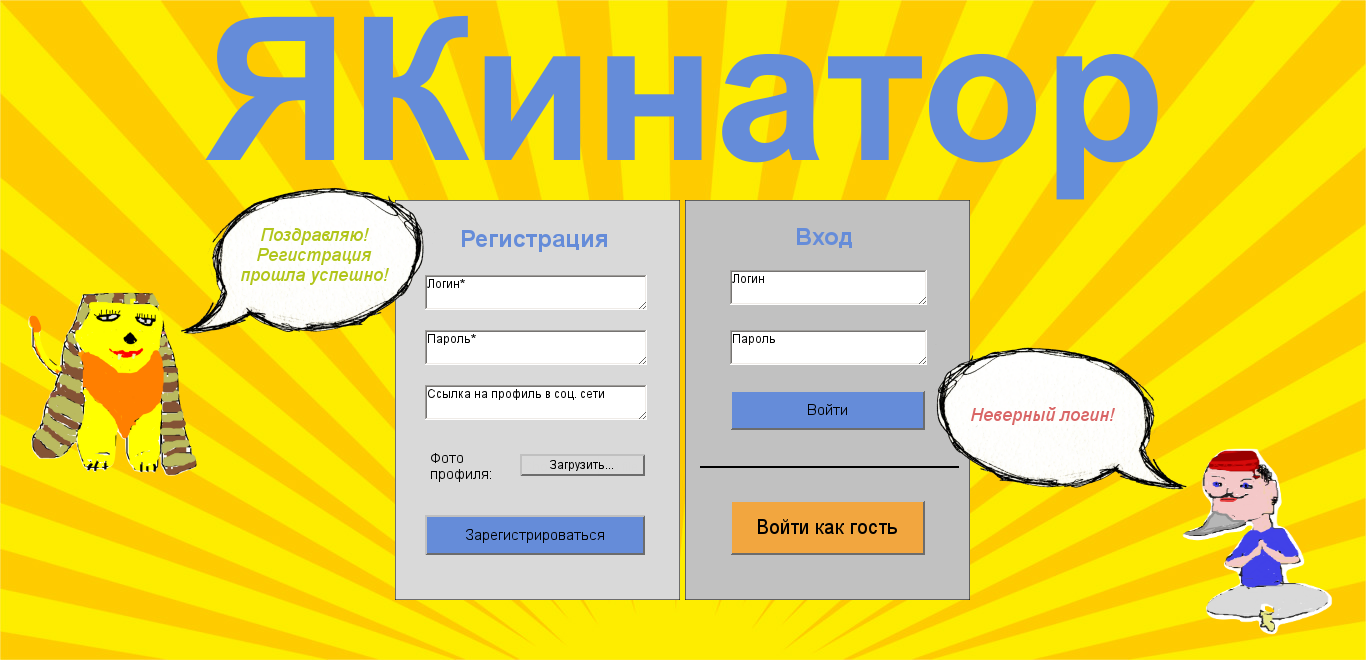 ЯКинатор
Поздравляю!
Регистрация
прошла успешно!
Регистрация
Логин*
Пароль*
Ссылка на профиль в соц. сети
Фото
профиля:
Загрузить...
Зарегистрироваться
Вход
Логин
Пароль
Войти
Войти как гость
Неверный логин!